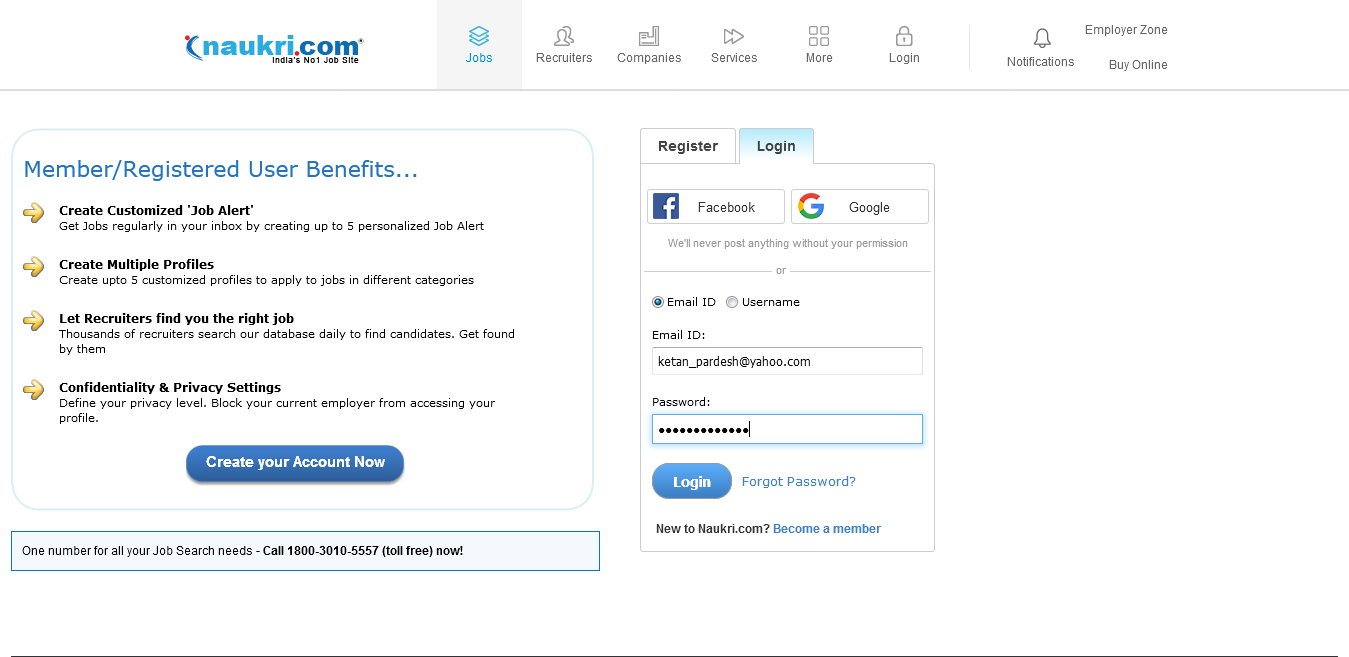 naukri.com
India's No1 Job Site
Jobs
Recruiters
Companies
Services
More
Login
Notifications
Employer Zone
Buy Online
Member/Registered User Benefits...
Create Customized 'Job Alert'
Get Jobs regularly in your inbox by creating up to 5 personalized Job Alert
Create Multiple Profiles
Create upto 5 customized profiles to apply to jobs in different categories
Let Recruiters find you the right job
Thousands of recruiters search our database daily to find candidates. Get found
by them
Confidentiality & Privacy Settings
Define your privacy level. Block your current employer from accessing your
profile.
Create your Account Now
One number for all your Job Search needs - Call 1800-3010-5557 (toll free) now!
Register
Login
Facebook
Google
We'll never post anything without your permission
or
Email ID
Username
Email ID:
ketan_pardesh@yahoo.com
Password:
•••••••••••••
Login
Forgot Password?
New to Naukri.com? Become a member